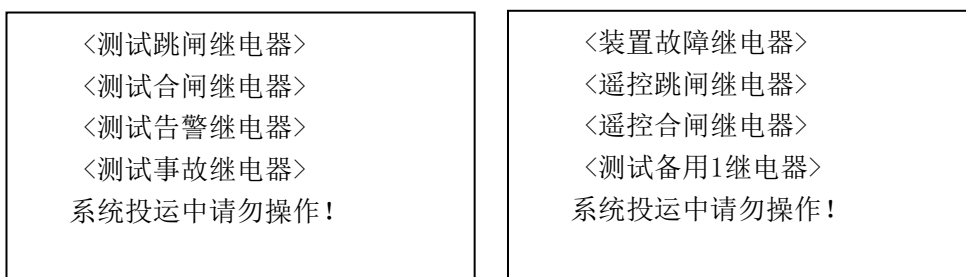 <测试跳闸继电器>
<测试合闸继电器>
<测试告警继电器>
<测试事故继电器>
系统投运中请勿操作!
<装置故障继电器>
<遥控跳闸继电器>
<遥控合闸继电器>
<测试备用1继电器>
系统投运中请勿操作!